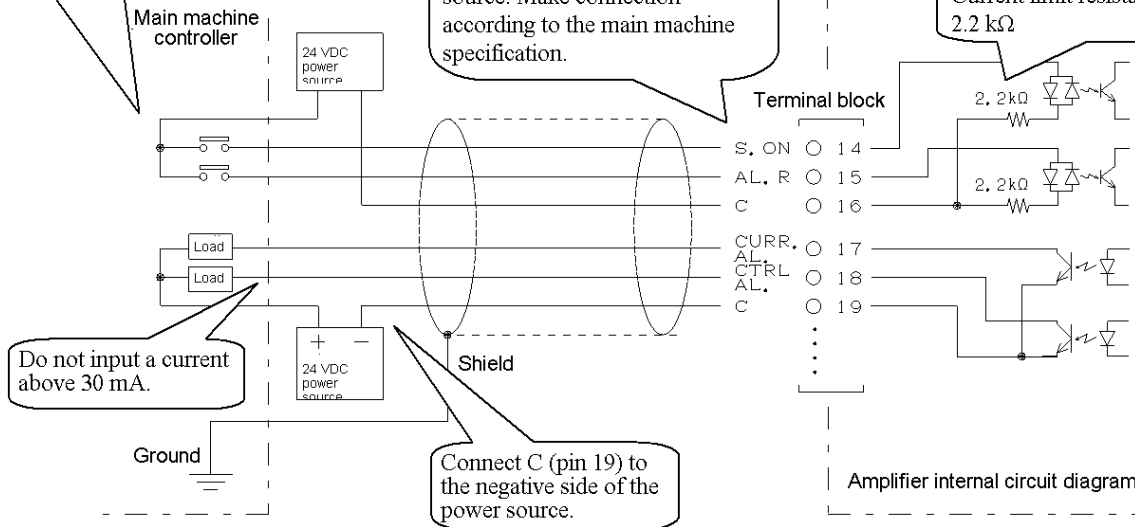 Main machine
controller
24 VDC
power
source
source. Make connection
according to the main machine
specification.
Current limit resista
2.2 kΩ
Terminal block
2.2kΩ
S.ON 14
AL.R 15
2.2kΩ
C 16
Load
CURR.
AL. 17
Load
CTRL
AL. 18
C 19
Do not input a current
above 30 mA.
+ −
24 VDC
power
source
Shield
Ground
Connect C (pin 19) to
the negative side of the
power source.
Amplifier internal circuit diagram